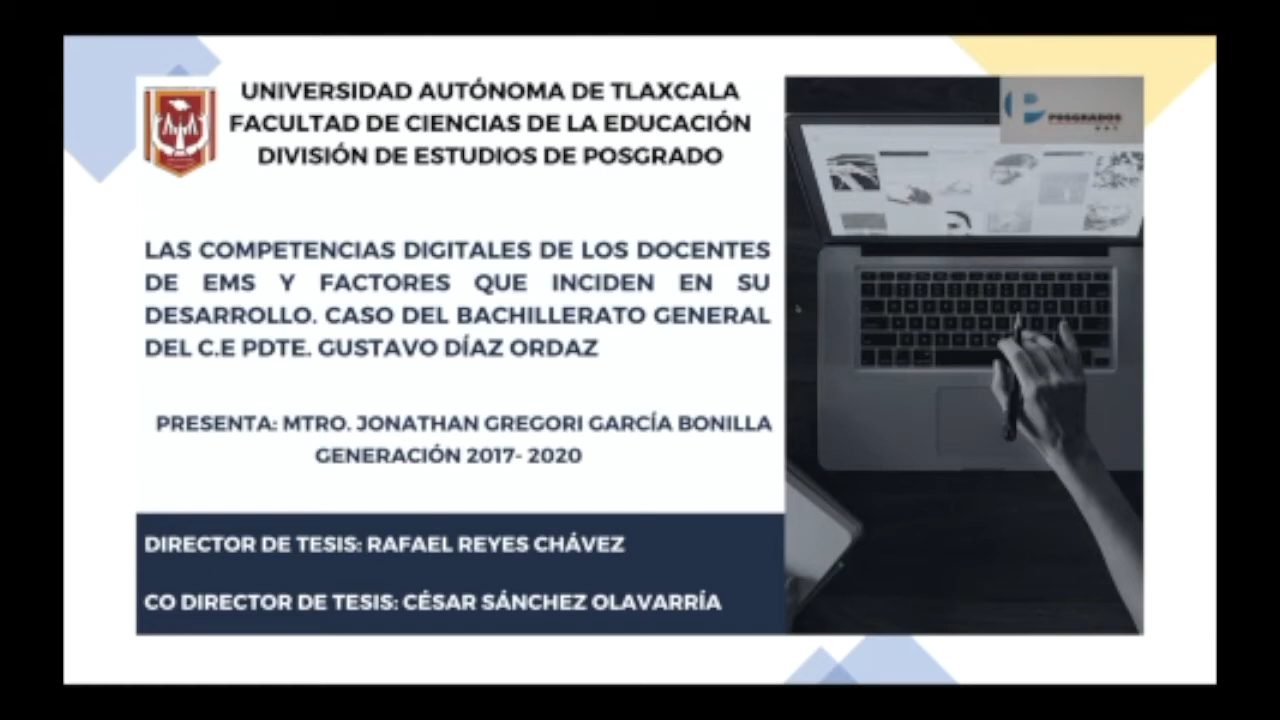 UNIVERSIDAD AUTÓNOMA DE TLAXCALA
FACULTAD DE CIENCIAS DE LA EDUCACIÓN
DIVISIÓN DE ESTUDIOS DE POSGRADO
POSGRADOS
LAS COMPETENCIAS DIGITALES DE LOS DOCENTES
DE EMS Y FACTORES QUE INCIDEN EN SU
DESARROLLO. CASO DEL BACHILLERATO GENERAL
DEL C.E PDTE. GUSTAVO DÍAZ ORDAZ
PRESENTA: MTRO. JONATHAN GREGORI GARCÍA BONILLA
GENERACIÓN 2017- 2020
DIRECTOR DE TESIS: RAFAEL REYES CHÁVEZ
CO DIRECTOR DE TESIS: CÉSAR SÁNCHEZ OLAVARRÍA